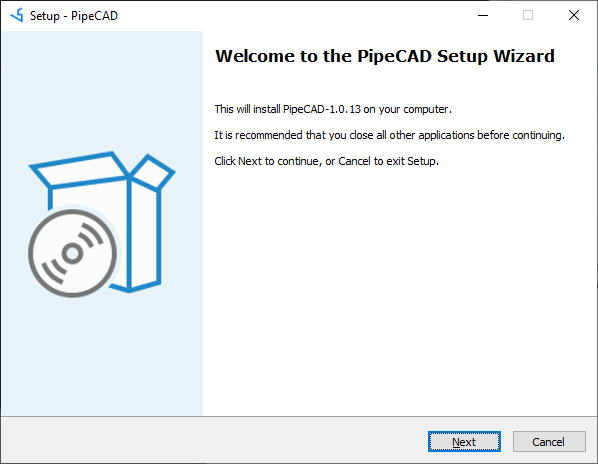 Setup - PipeCAD
Welcome to the PipeCAD Setup Wizard
This will install PipeCAD-1.0.13 on your computer.
It is recommended that you close all other applications before continuing.
Click Next to continue, or Cancel to exit Setup.
Next
Cancel